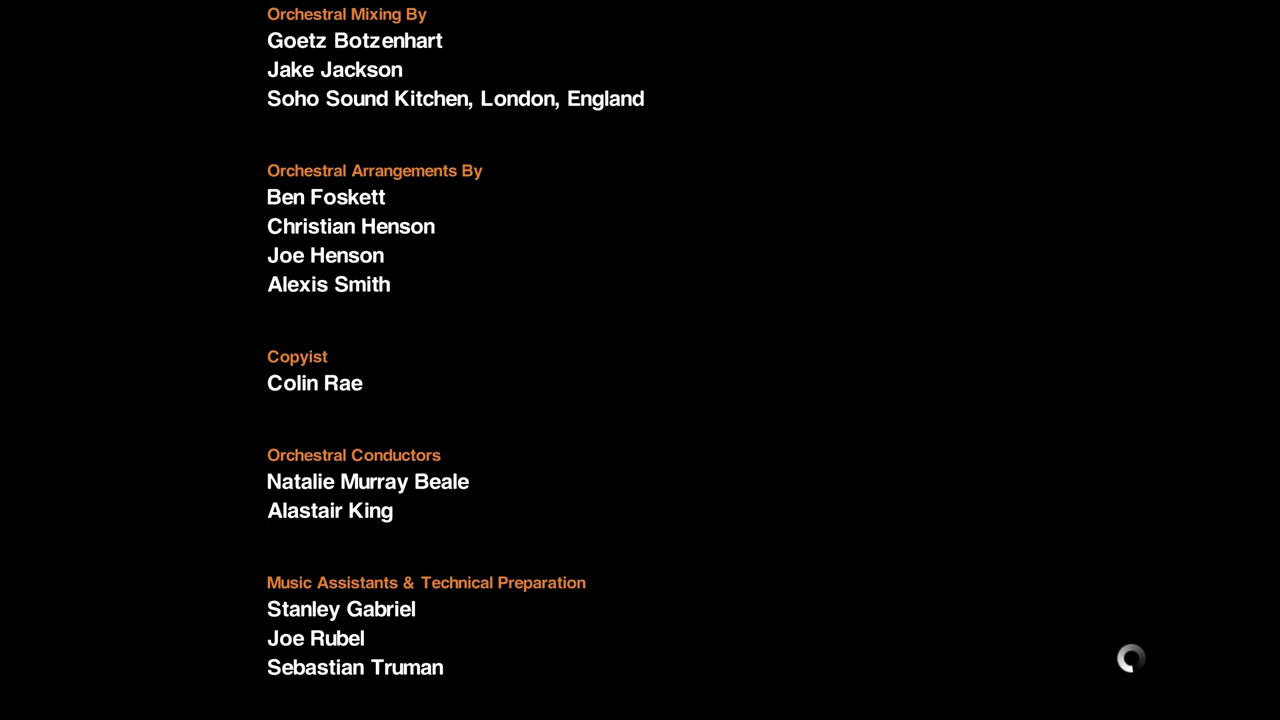 Orchestral Mixing By
Goetz Botzenhart
Jake Jackson
Soho Sound Kitchen, London, England
Orchestral Arrangements By
Ben Foskett
Christian Henson
Joe Henson
Alexis Smith
Copyist
Colin Rae
Orchestral Conductors
Natalie Murray Beale
Alastair King
Music Assistants & Technical Preparation
Stanley Gabriel
Joe Rubel
Sebastian Truman